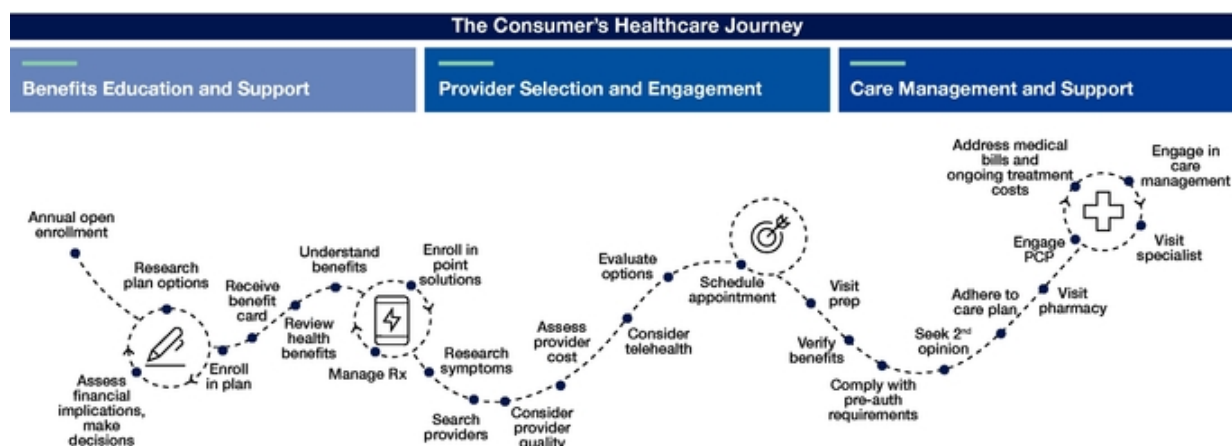 The Consumer's Healthcare Journey
Benefits Education and Support
Provider Selection and Engagement
Care Management and Support
Annual open
enrollment
Research
plan options
Assess
financial
implications,
make
decisions
Enroll
in plan
Receive
benefit
card
Review
health
benefits
Understand
benefits
Manage Rx
Enroll in
point
solutions
Research
symptoms
Search
providers
Consider
provider
quality
Assess
provider
cost
Consider
telehealth
Evaluate
options
Schedule
appointment
Visit
prep
Verify
benefits
Comply with
pre-auth
requirements
Seek 2nd
opinion
Adhere to
care plan
Visit
pharmacy
Engage
PCP
Address medical
bills and
ongoing treatment
costs
Engage in
care
management
Visit
specialist